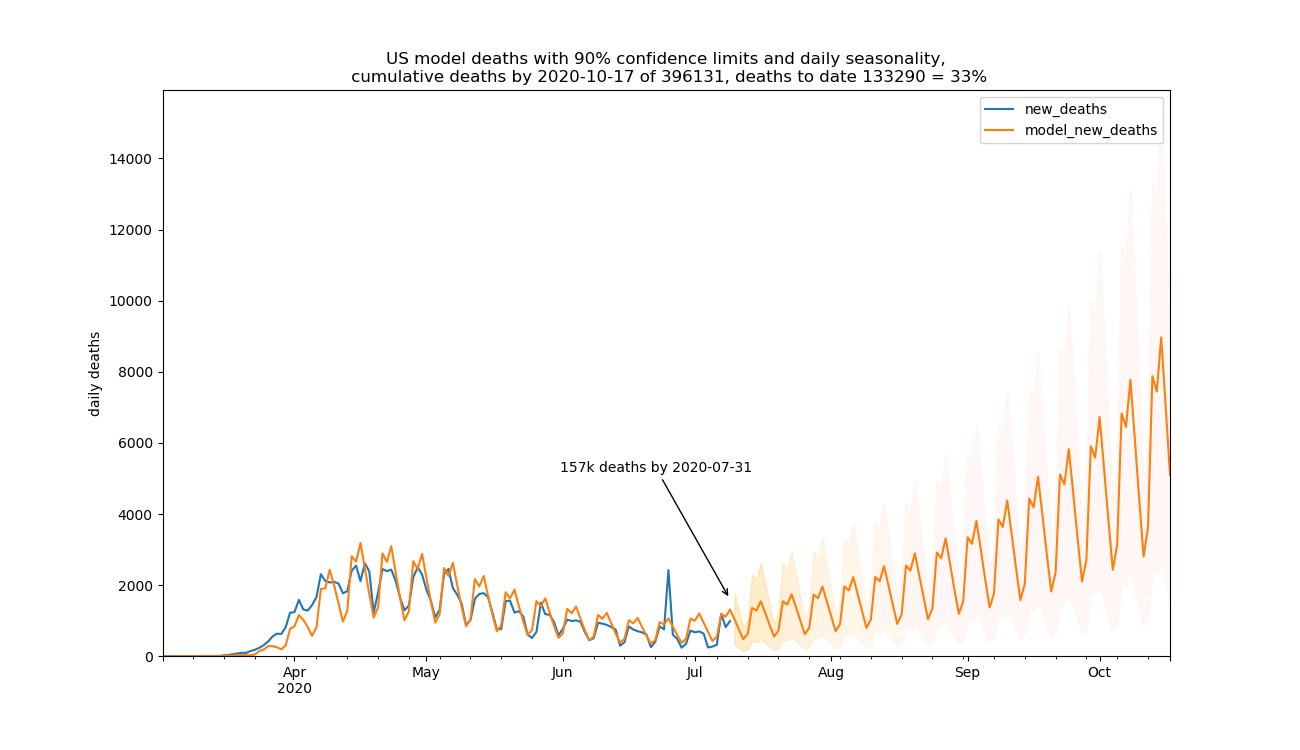 US model deaths with 90% confidence limits and daily seasonality,
cumulative deaths by 2020-10-17 of 396131, deaths to date 133290 = 33%
new_deaths
model_new_deaths
14000
12000
10000
8000
6000
4000
2000
0
daily deaths
157k deaths by 2020-07-31
Apr
2020
May
Jun
Jul
Aug
Sep
Oct